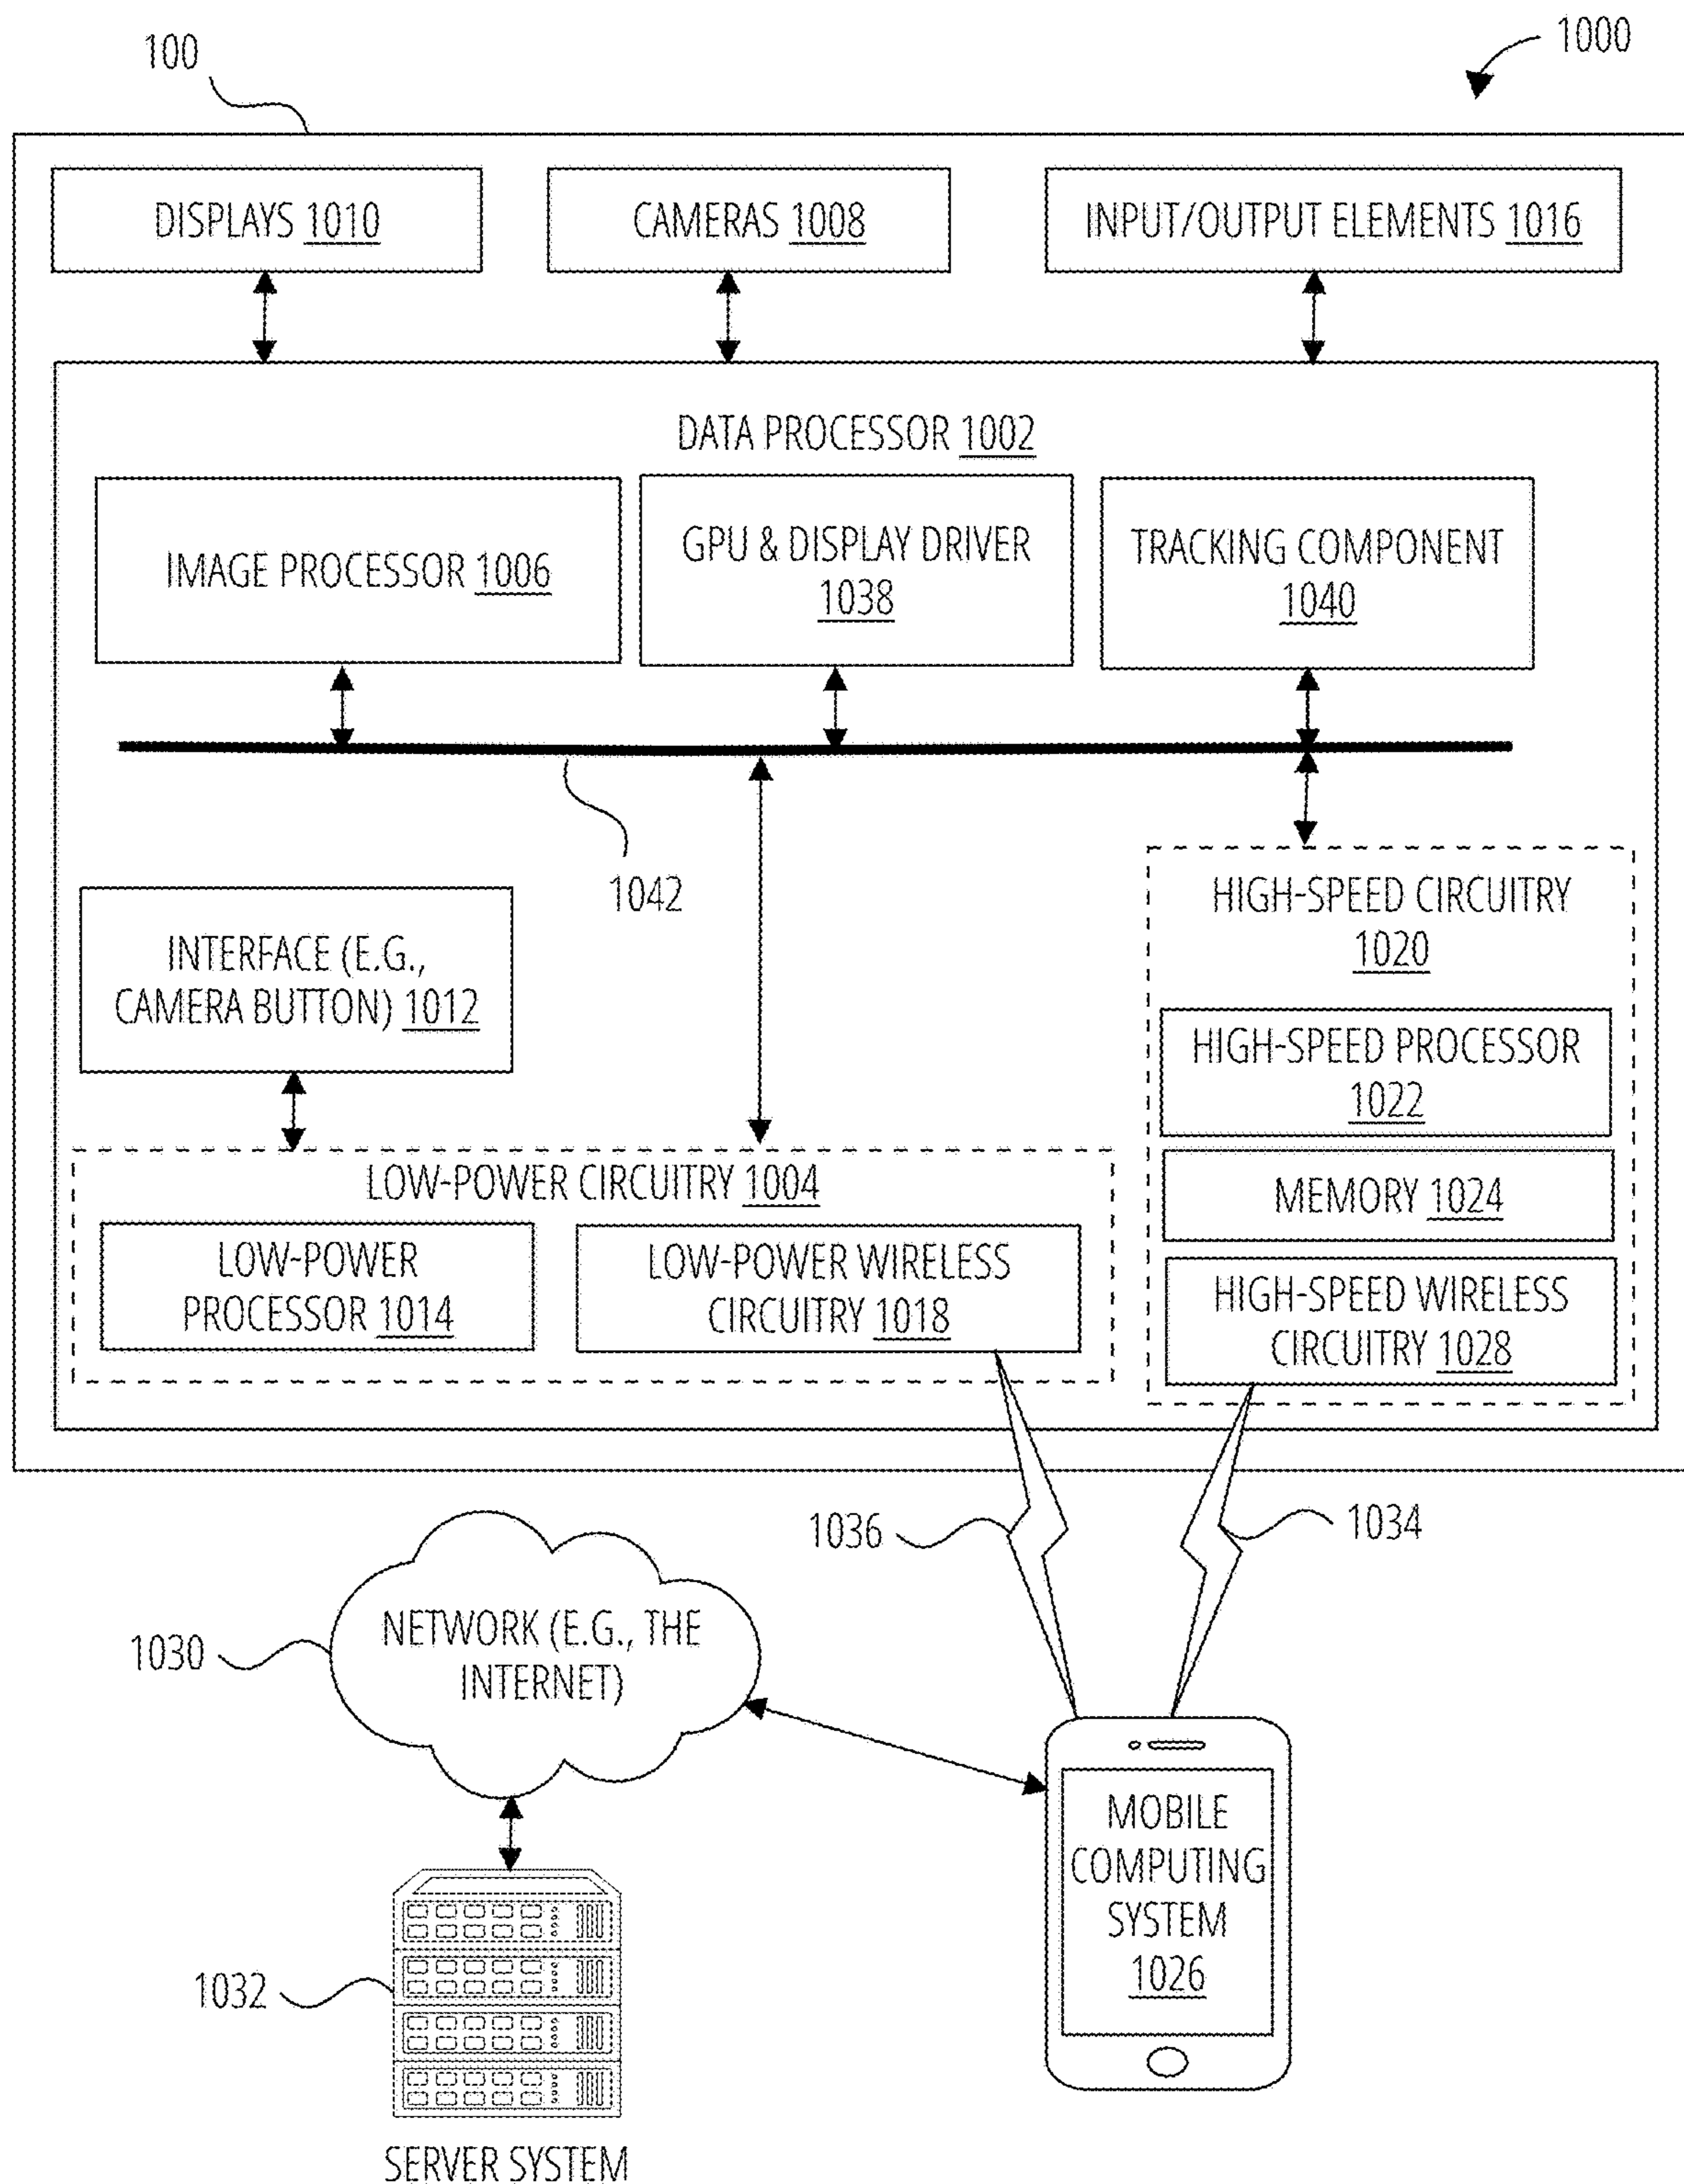 100
1000
DISPLAYS 1010
CAMERAS 1008
INPUT/OUTPUT ELEMENTS 1016
DATA PROCESSOR 1002
IMAGE PROCESSOR 1006
GPU & DISPLAY DRIVER
1038
TRACKING COMPONENT
1040
1042
INTERFACE (E.G.,
CAMERA BUTTON) 1012
HIGH-SPEED CIRCUITRY
1020
HIGH-SPEED PROCESSOR
1022
MEMORY 1024
HIGH-SPEED WIRELESS
CIRCUITRY 1028
LOW-POWER CIRCUITRY 1004
LOW-POWER
PROCESSOR 1014
LOW-POWER WIRELESS
CIRCUITRY 1018
1036
1034
1030
NETWORK (E.G., THE
INTERNET)
MOBILE
COMPUTING
SYSTEM
1026
1032
SERVER SYSTEM